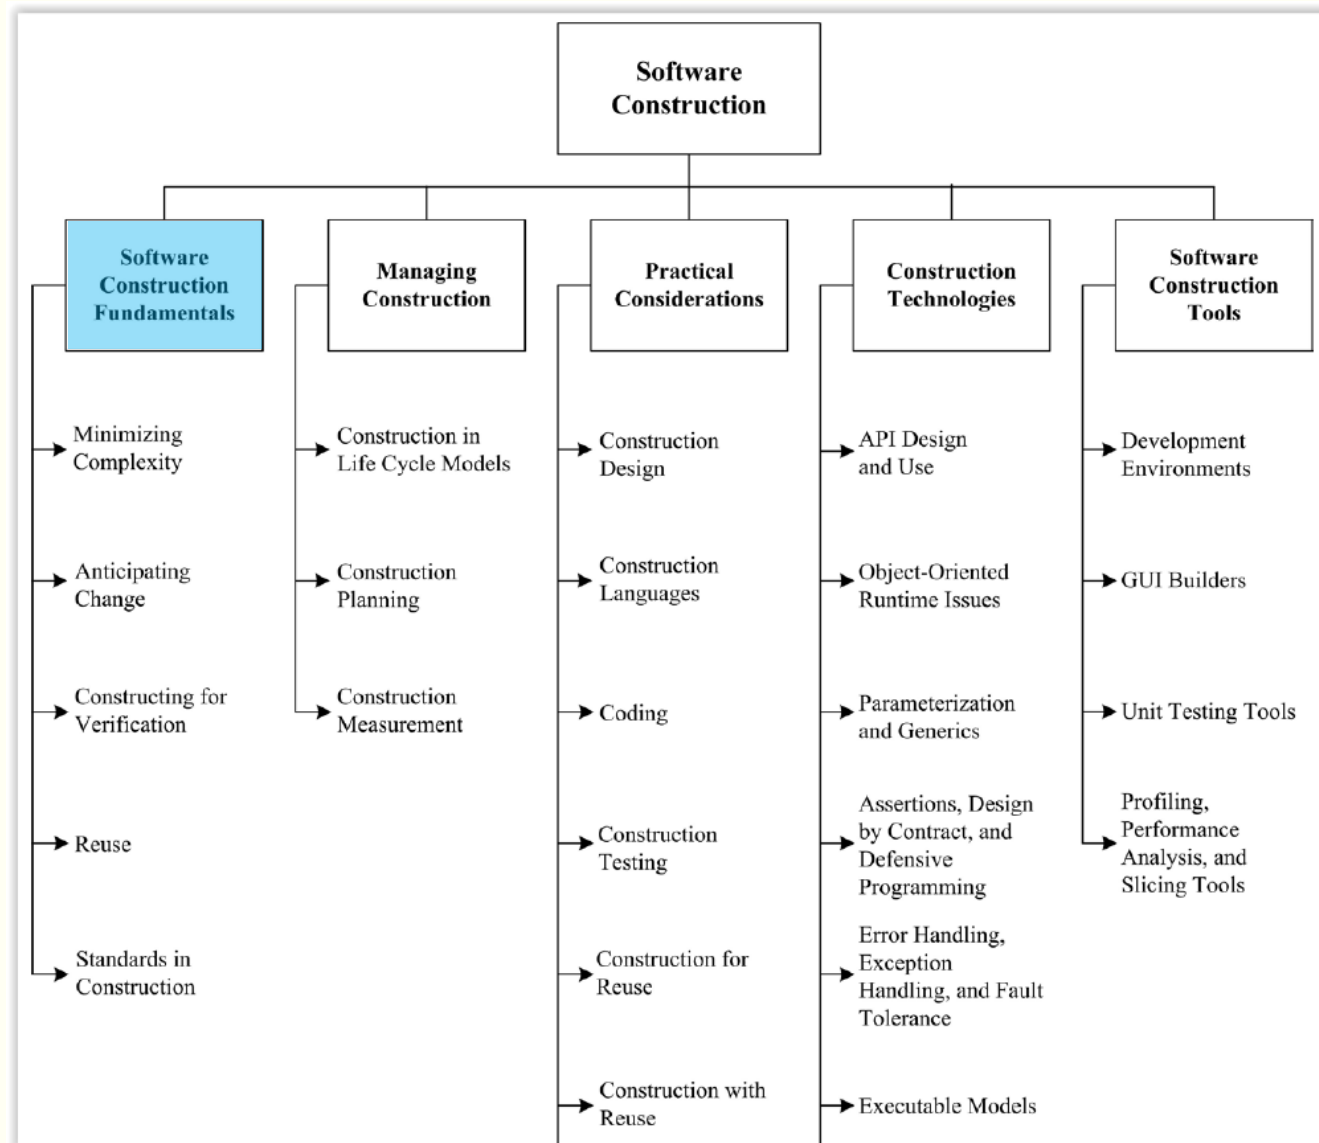 Software
Construction
Software
Construction
Fundamentals
Managing
Construction
Practical
Considerations
Construction
Technologies
Software
Construction
Tools
Minimizing
Complexity
Anticipating
Change
Constructing for
Verification
Reuse
Standards in
Construction
Construction in
Life Cycle Models
Construction
Planning
Construction
Measurement
Construction
Design
Construction
Languages
Coding
Construction
Testing
Construction for
Reuse
Construction with
Reuse
API Design
and Use
Object-Oriented
Runtime Issues
Parameterization
and Generics
Assertions, Design
by Contract, and
Defensive
Programming
Error Handling,
Exception
Handling, and Fault
Tolerance
Executable Models
Development
Environments
GUI Builders
Unit Testing Tools
Profiling,
Performance
Analysis, and
Slicing Tools